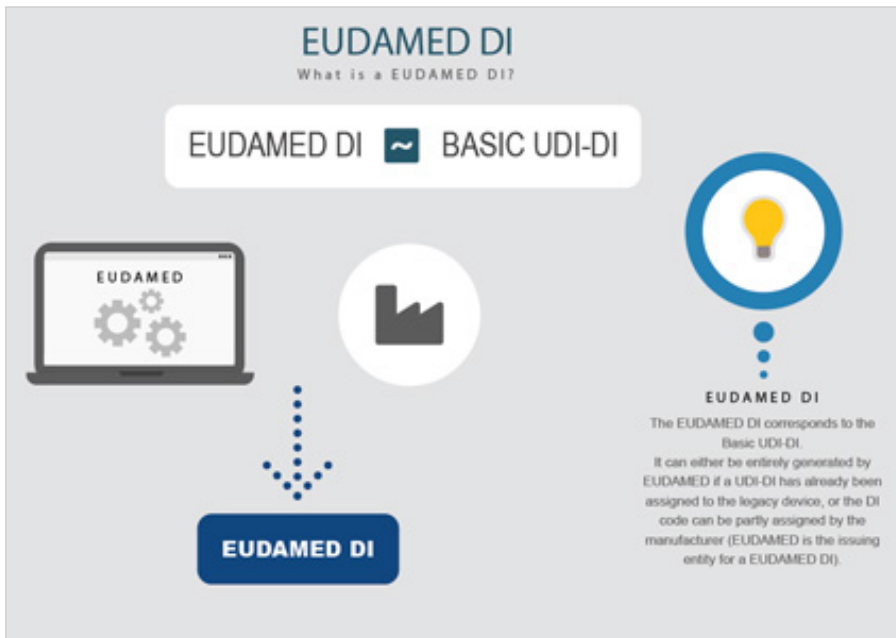 EUDAMED DI
What is a EUDAMED DI?
EUDAMED DI ~ BASIC UDI-DI
EUDAMED
EUDAMED DI
EUDAMED DI
The EUDAMED DI corresponds to the
Basic UDI-DI.
It can either be entirely generated by
EUDAMED if a UDI-DI has already been
assigned to the legacy device, or the DI
code can be partly assigned by the
manufacturer (EUDAMED is the issuing
entity for a EUDAMED DI).